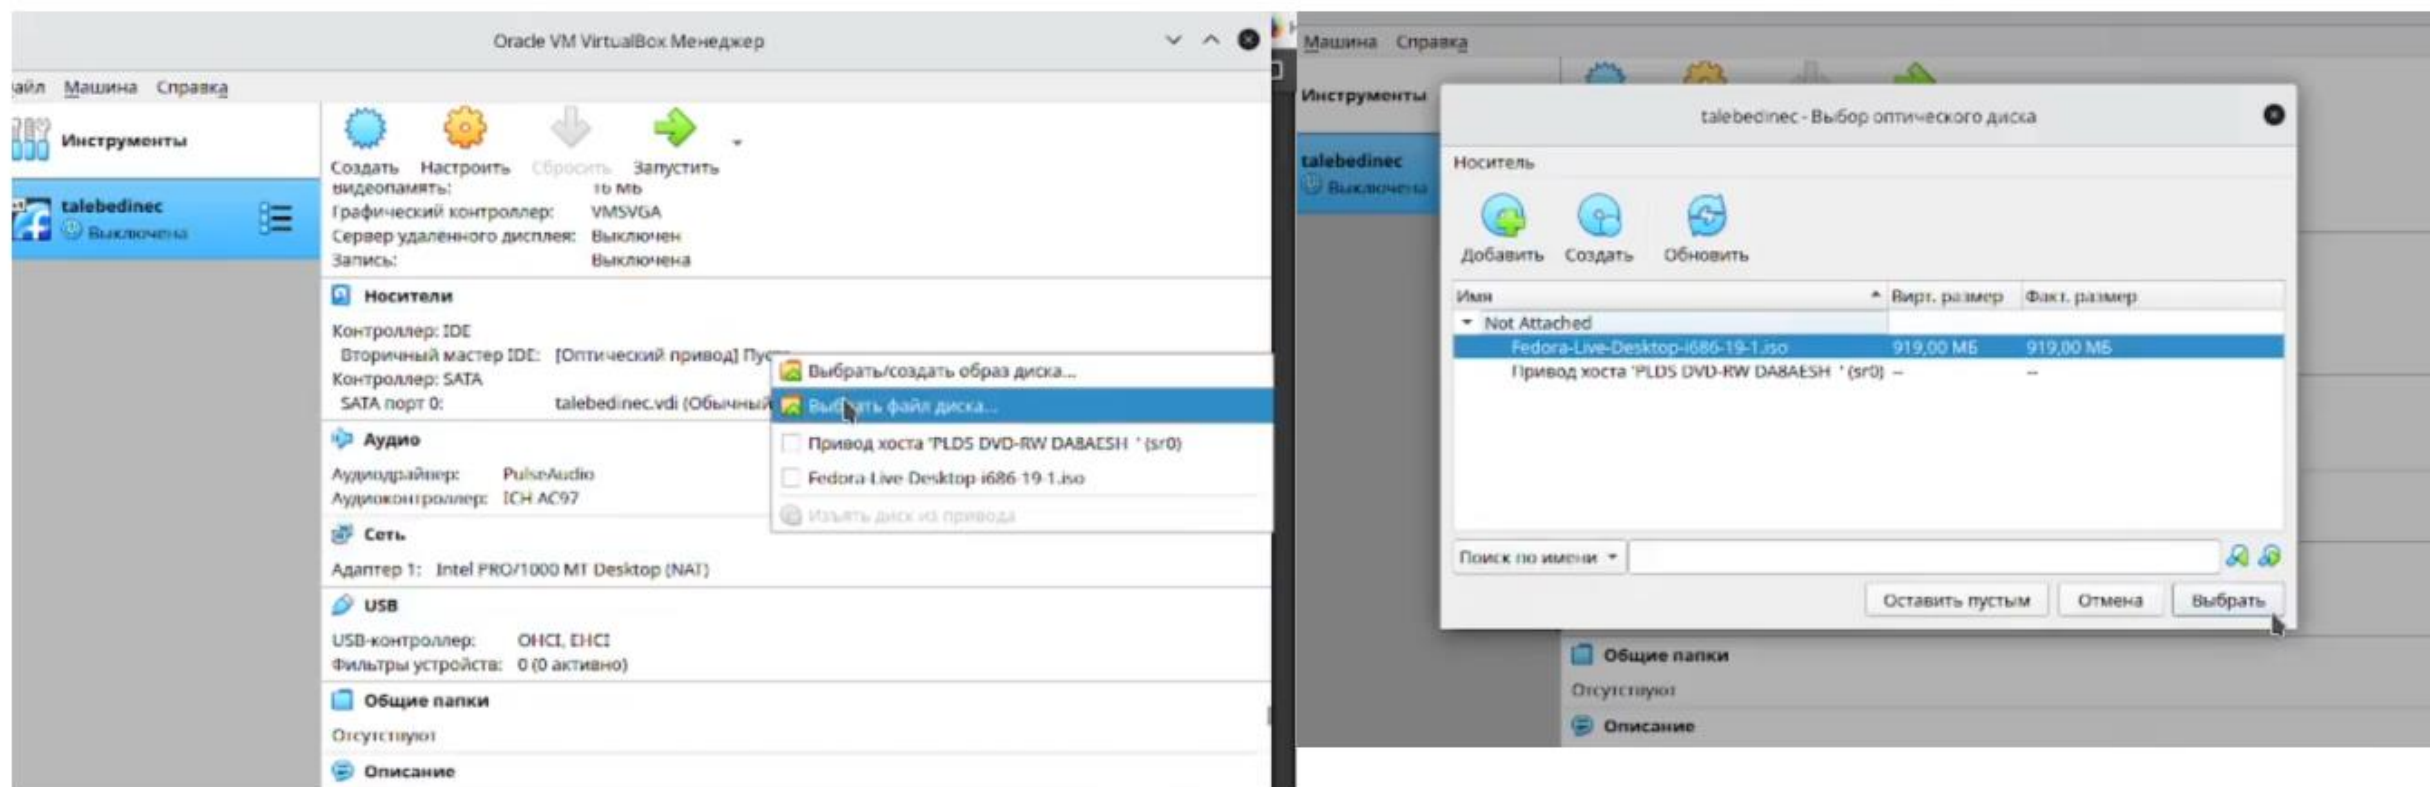 Oracle VM VirtualBox Менеджер
айл Машина Справка
Инструменты
talebedinec
Выключена
Создать Настроить Сбросить Запустить
Видеопамять: 16 МБ
Графический контроллер: VMSVGA
Сервер удалённого дисплея: Выключен
Запись: Выключена
Носители
Контроллер: IDE
Вторичный мастер IDE: [Оптический привод] Пусто
Контроллер: SATA
SATA порт 0: talebedinec.vdi (Обычный
Аудио
Аудиодрайвер: PulseAudio
Аудиоконтроллер: ICH AC97
Сеть
Адаптер 1: Intel PRO/1000 MT Desktop (NAT)
USB
USB-контроллер: OHCI, EHCI
Фильтры устройств: 0 (0 активно)
Общие папки
Отсутствуют
Описание
Выбрать/создать образ диска...
Выбрать файл диска...
Привод хоста 'PLDS DVD-RW DA8AESH ' (sr0)
Fedora-Live-Desktop-i686-19-1.iso
Изъять диск из привода
Машина Справка
Инструменты
talebedinec
Выключена
talebedinec - Выбор оптического диска
Носитель
Добавить Создать Обновить
Имя Вирт. размер Факт. размер
Not Attached
Fedora-Live-Desktop-i686-19-1.iso 919,00 МБ 919,00 МБ
Привод хоста 'PLDS DVD-RW DA8AESH ' (sr0) -- --
Поиск по имени
Оставить пустым Отмена Выбрать
Общие папки
Отсутствуют
Описание